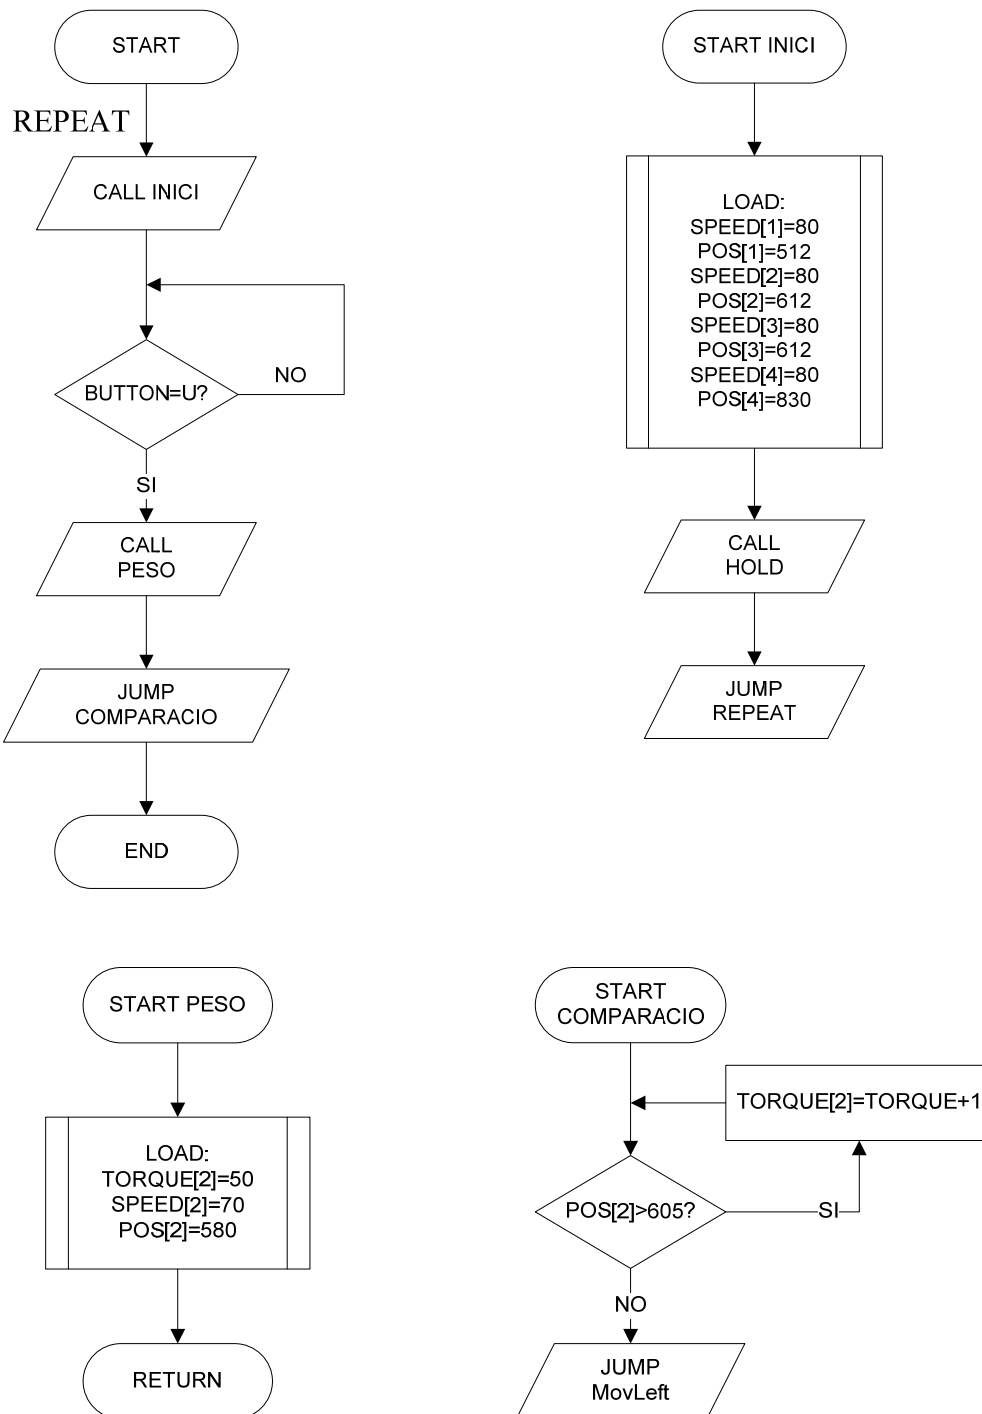 START
REPEAT
CALL INICI
BUTTON=U?
NO
SI
CALL
PESO
JUMP
COMPARACIO
END
START INICI
LOAD:
SPEED[1]=80
POS[1]=512
SPEED[2]=80
POS[2]=612
SPEED[3]=80
POS[3]=612
SPEED[4]=80
POS[4]=830
CALL
HOLD
JUMP
REPEAT
START PESO
LOAD:
TORQUE[2]=50
SPEED[2]=70
POS[2]=580
RETURN
START
COMPARACIO
TORQUE[2]=TORQUE+1
POS[2]>605?
SI
NO
JUMP
MovLeft